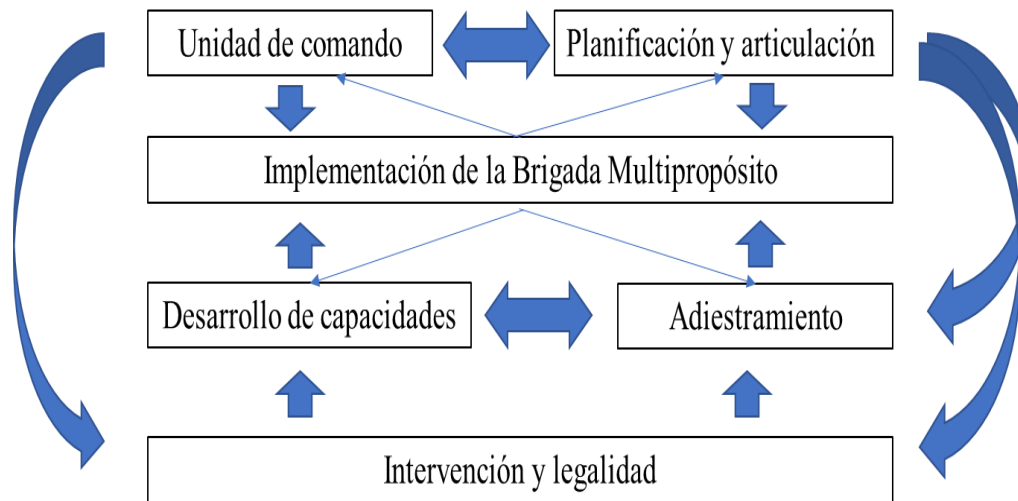 Unidad de comando
Planificación y articulación
Implementación de la Brigada Multipropósito
Desarrollo de capacidades
Adiestramiento
Intervención y legalidad